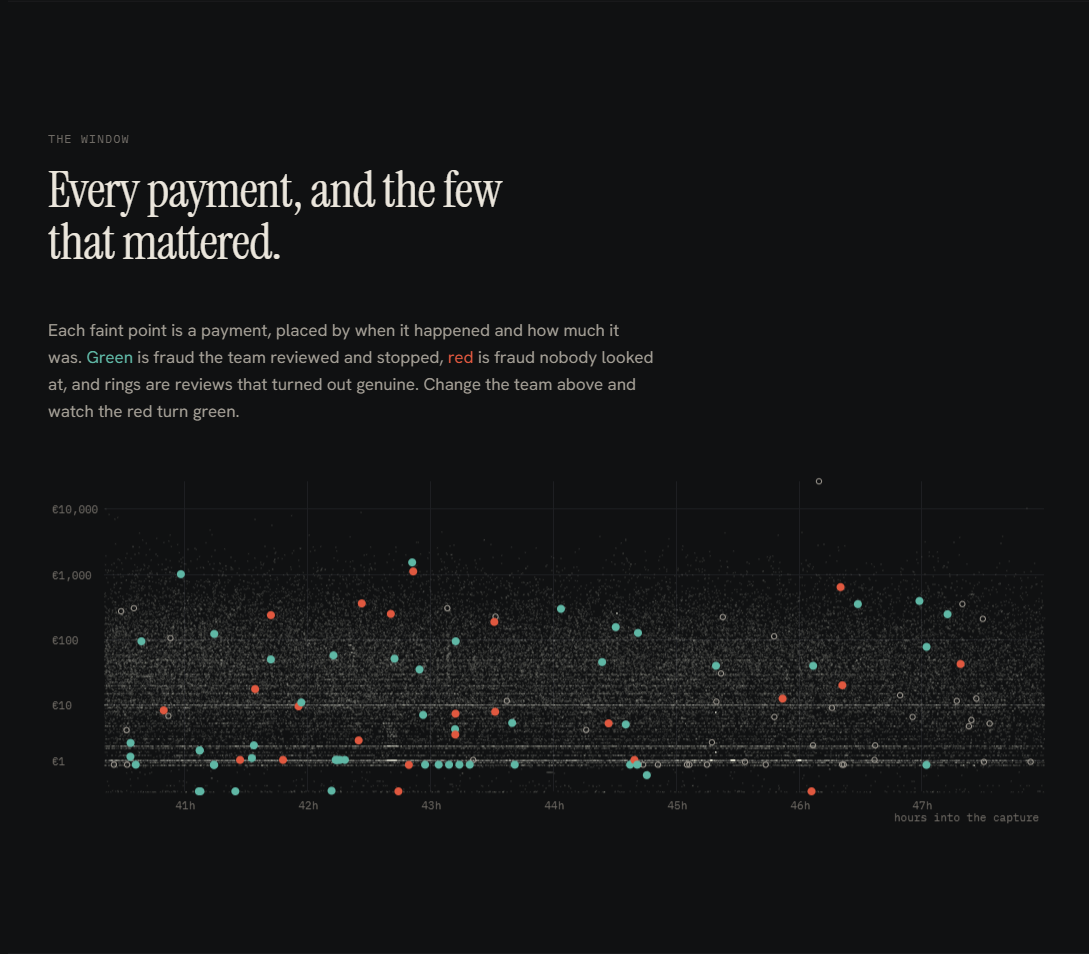 THE WINDOW
Every payment, and the few
that mattered.
Each faint point is a payment, placed by when it happened and how much it
was. Green is fraud the team reviewed and stopped, red is fraud nobody looked
at, and rings are reviews that turned out genuine. Change the team above and
watch the red turn green.
€10,000
€1,000
€100
€10
€1
41h 42h 43h 44h 45h 46h 47h
hours into the capture